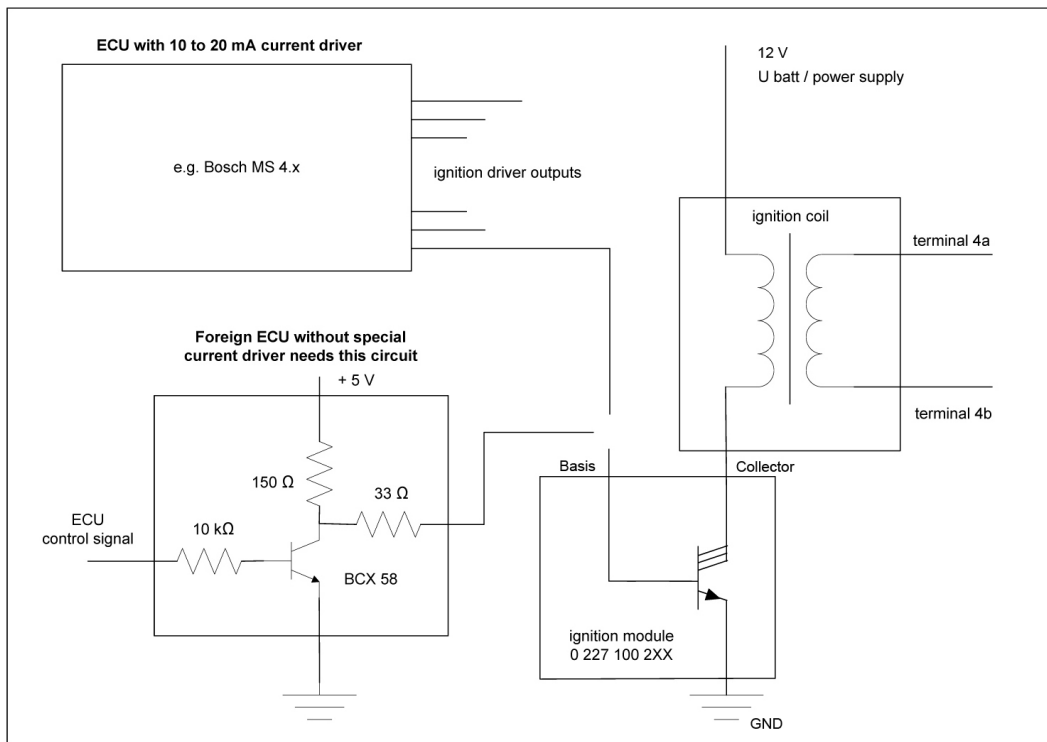 ECU with 10 to 20 mA current driver
e.g. Bosch MS 4.x
ignition driver outputs
12 V
U batt / power supply
ignition coil
terminal 4a
terminal 4b
Foreign ECU without special
current driver needs this circuit
+ 5 V
150 Ω
33 Ω
10 kΩ
ECU
control signal
BCX 58
Basis
Collector
ignition module
0 227 100 2XX
GND